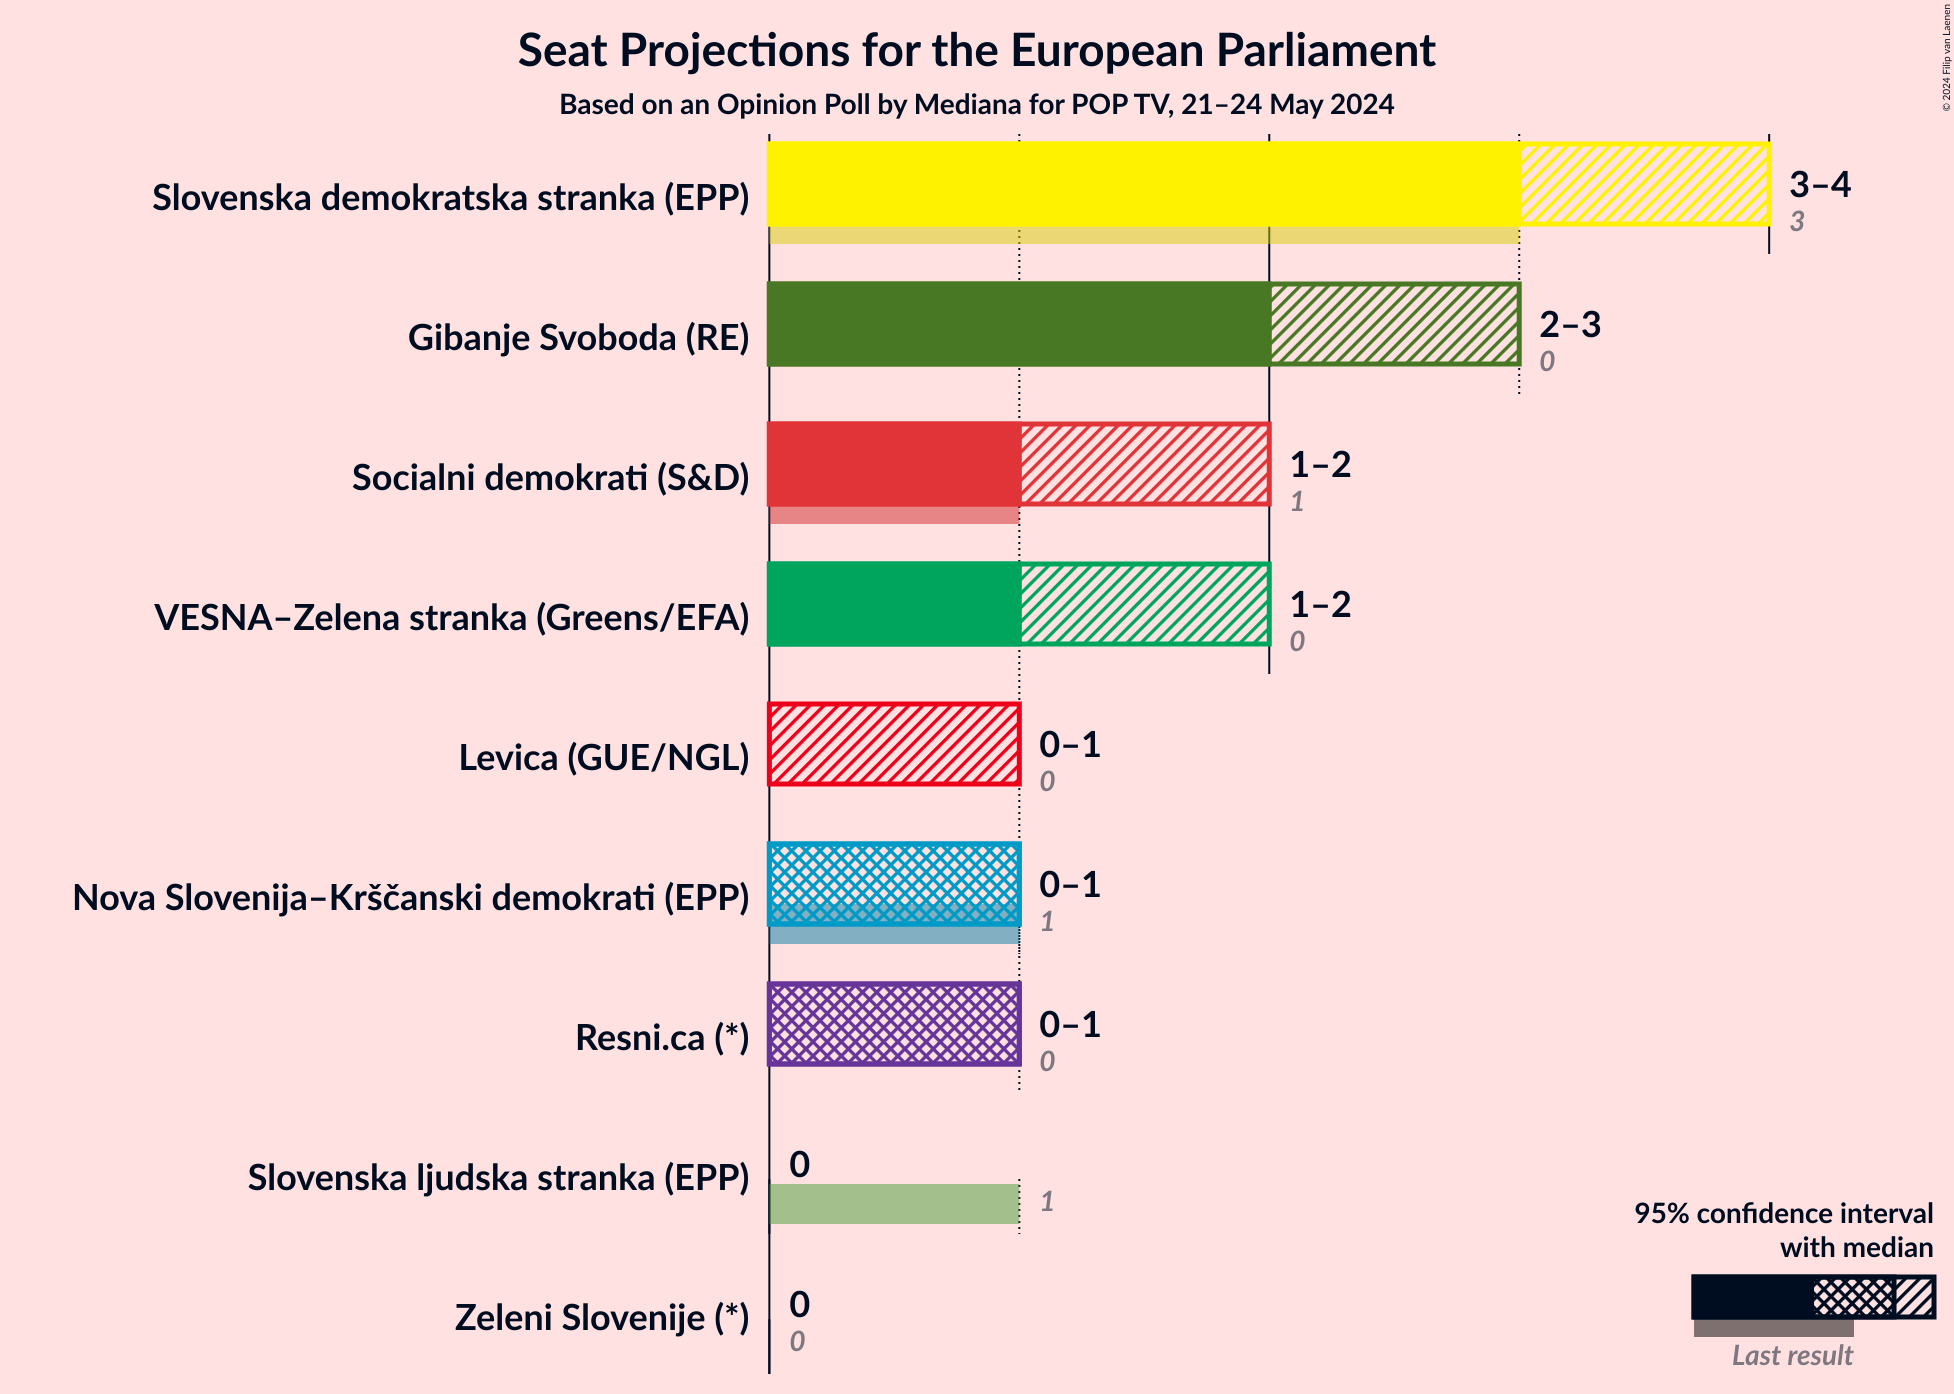 Seat Projections for the European Parliament
Based on an Opinion Poll by Mediana for POP TV, 21–24 May 2024
© 2024 Filip van Laenen
Slovenska demokratska stranka (EPP)
3–4
3
Gibanje Svoboda (RE)
2–3
0
Socialni demokrati (S&D)
1–2
1
VESNA–Zelena stranka (Greens/EFA)
1–2
0
Levica (GUE/NGL)
0–1
0
Nova Slovenija–Krščanski demokrati (EPP)
0–1
1
Resni.ca (*)
0–1
0
Slovenska ljudska stranka (EPP)
0
1
Zeleni Slovenije (*)
0
0
95% confidence interval
with median
Last result